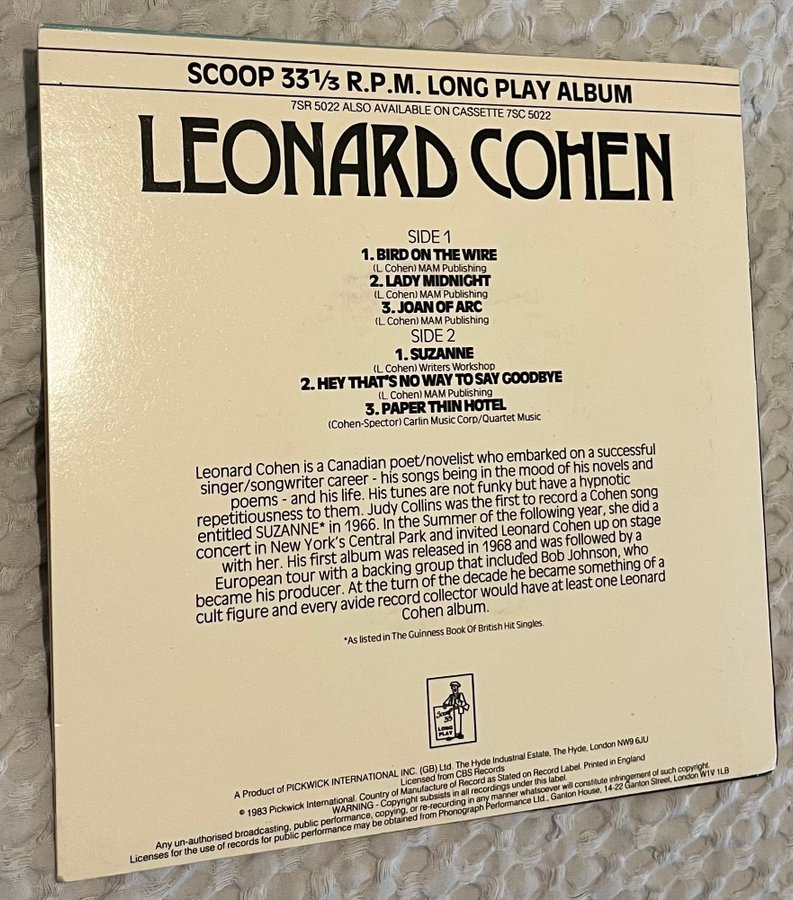 SCOOP 33⅓ R.P.M. LONG PLAY ALBUM
7SR 5022 ALSO AVAILABLE ON CASSETTE 7SC 5022
LEONARD COHEN
SIDE 1
1. BIRD ON THE WIRE
(L. Cohen) MAM Publishing
2. LADY MIDNIGHT
(L. Cohen) MAM Publishing
3. JOAN OF ARC
(L. Cohen) MAM Publishing
SIDE 2
1. SUZANNE
(L. Cohen) Writers Workshop
2. HEY THAT'S NO WAY TO SAY GOODBYE
(L. Cohen) MAM Publishing
3. PAPER THIN HOTEL
(Cohen-Spector) Carlin Music Corp/Quartet Music
Leonard Cohen is a Canadian poet/novelist who embarked on a successful
singer/songwriter career - his songs being in the mood of his novels and
poems - and his life. His tunes are not funky but have a hypnotic
repetitiousness to them. Judy Collins was the first to record a Cohen song
entitled SUZANNE* in 1966. In the Summer of the following year, she did a
concert in New York's Central Park and invited Leonard Cohen up on stage
with her. His first album was released in 1968 and was followed by a
European tour with a backing group that included Bob Johnson, who
became his producer. At the turn of the decade he became something of a
cult figure and every avide record collector would have at least one Leonard
Cohen album.
*As listed in The Guinness Book Of British Hit Singles.
Scoop
33
LONG
PLAY
A Product of PICKWICK INTERNATIONAL INC. (GB) Ltd. The Hyde Industrial Estate, The Hyde, London NW9 6JU
Licensed from CBS Records
© 1983 Pickwick International. Country of Manufacture of Record as Stated on Record Label. Printed in England
WARNING - Copyright subsists in all recordings under this label.
Any un-authorised broadcasting, public performance, copying, or re-recording in any manner whatsoever will constitute infringement of such copyright.
Licenses for the use of records for public performance may be obtained from Phonograph Performance Ltd., Ganton House, 14-22 Ganton Street, London W1V 1LB